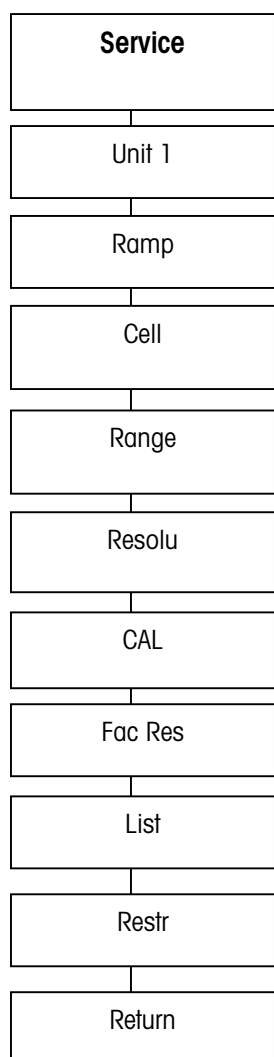 Service
Unit 1
Ramp
Cell
Range
Resolu
CAL
Fac Res
List
Restr
Return